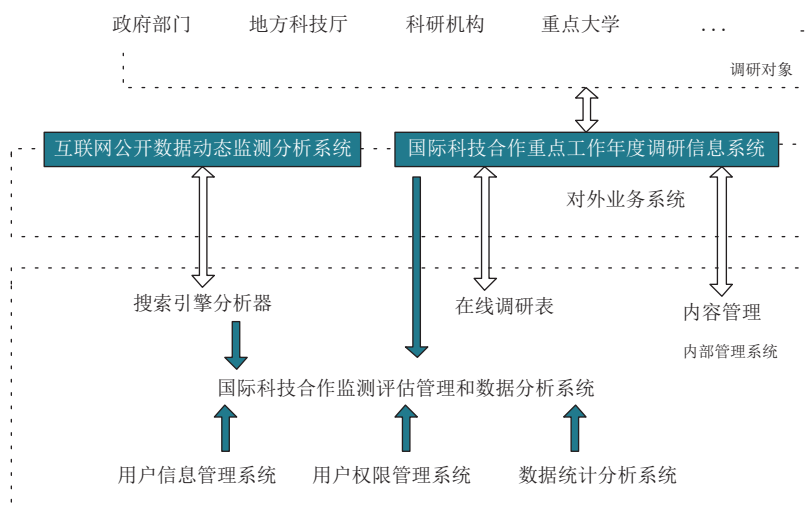 政府部门 地方科技厅 科研机构 重点大学 ...
调研对象
互联网公开数据动态监测分析系统 国际科技合作重点工作年度调研信息系统
对外业务系统
搜索引擎分析器 在线调研表 内容管理
内部管理系统
国际科技合作监测评估管理和数据分析系统
用户信息管理系统 用户权限管理系统 数据统计分析系统